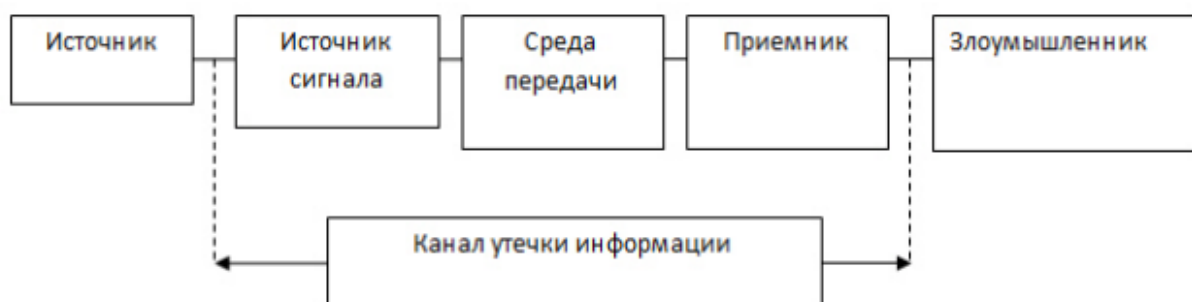 Источник
Источник
сигнала
Среда
передачи
Приемник
Злоумышленник
Канал утечки информации